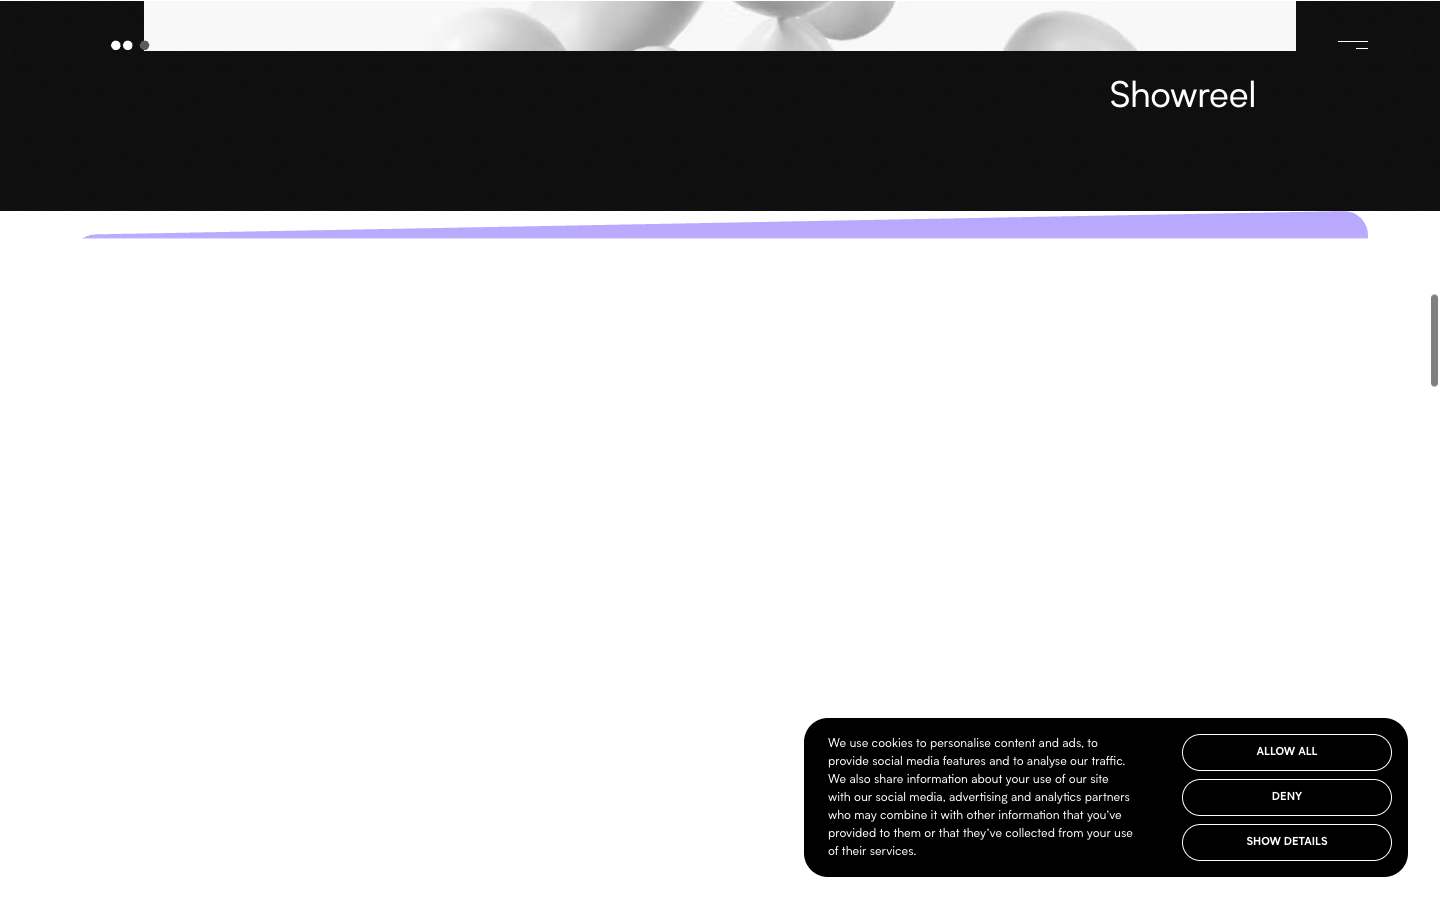 Showreel
We use cookies to personalise content and ads, to
provide social media features and to analyse our traffic.
We also share information about your use of our site
with our social media, advertising and analytics partners
who may combine it with other information that you've
provided to them or that they've collected from your use
of their services.
ALLOW ALL
DENY
SHOW DETAILS